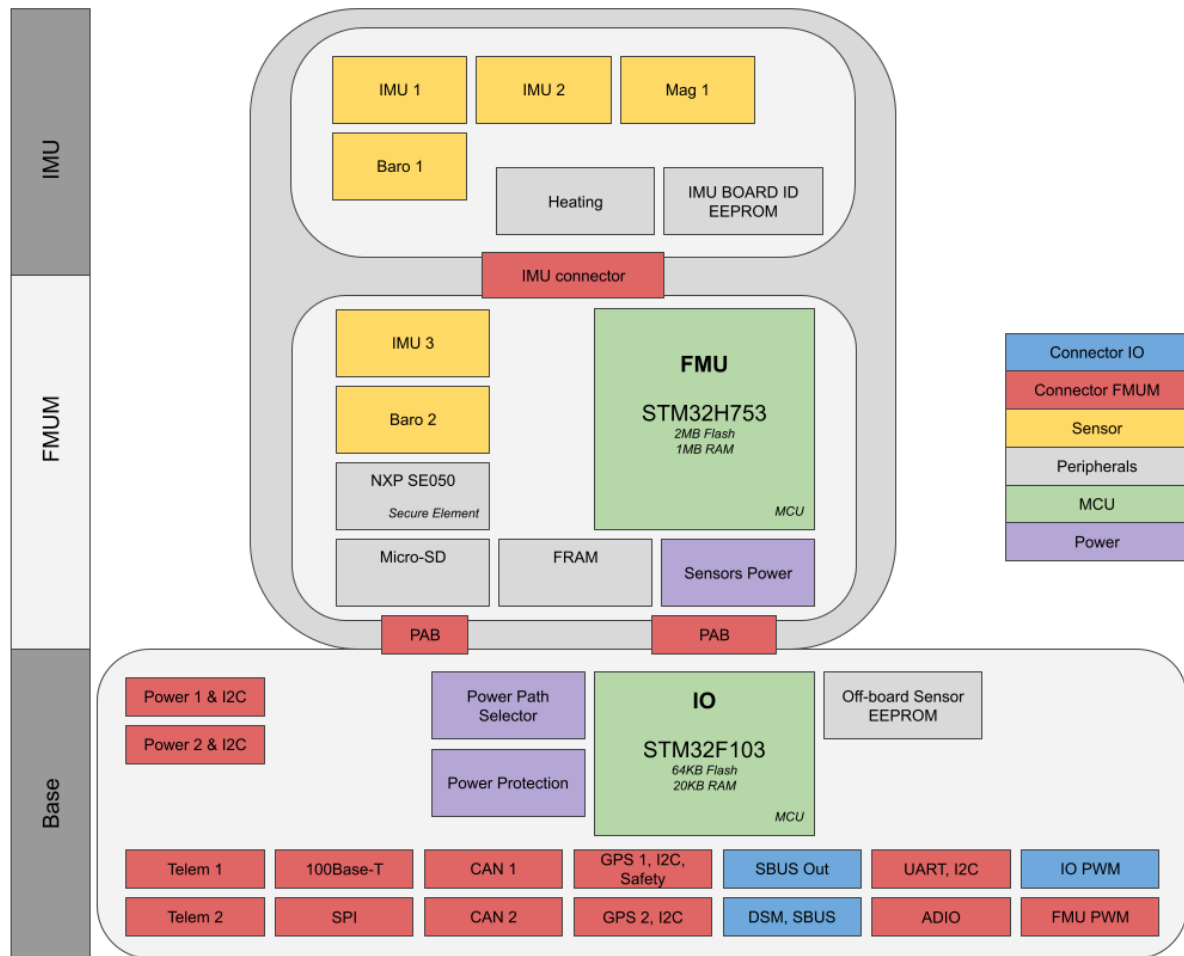 IMU
IMU 1
IMU 2
Mag 1
Baro 1
Heating
IMU BOARD ID
EEPROM
IMU connector
FMUM
IMU 3
Baro 2
NXP SE050
Secure Element
FMU
STM32H753
2MB Flash
1MB RAM
MCU
Micro-SD
FRAM
Sensors Power
PAB
PAB
Connector IO
Connector FMUM
Sensor
Peripherals
MCU
Power
Base
Power 1 & I2C
Power 2 & I2C
Power Path
Selector
Power Protection
IO
STM32F103
64KB Flash
20KB RAM
MCU
Off-board Sensor
EEPROM
Telem 1
100Base-T
CAN 1
GPS 1, I2C,
Safety
SBUS Out
UART, I2C
IO PWM
Telem 2
SPI
CAN 2
GPS 2, I2C
DSM, SBUS
ADIO
FMU PWM